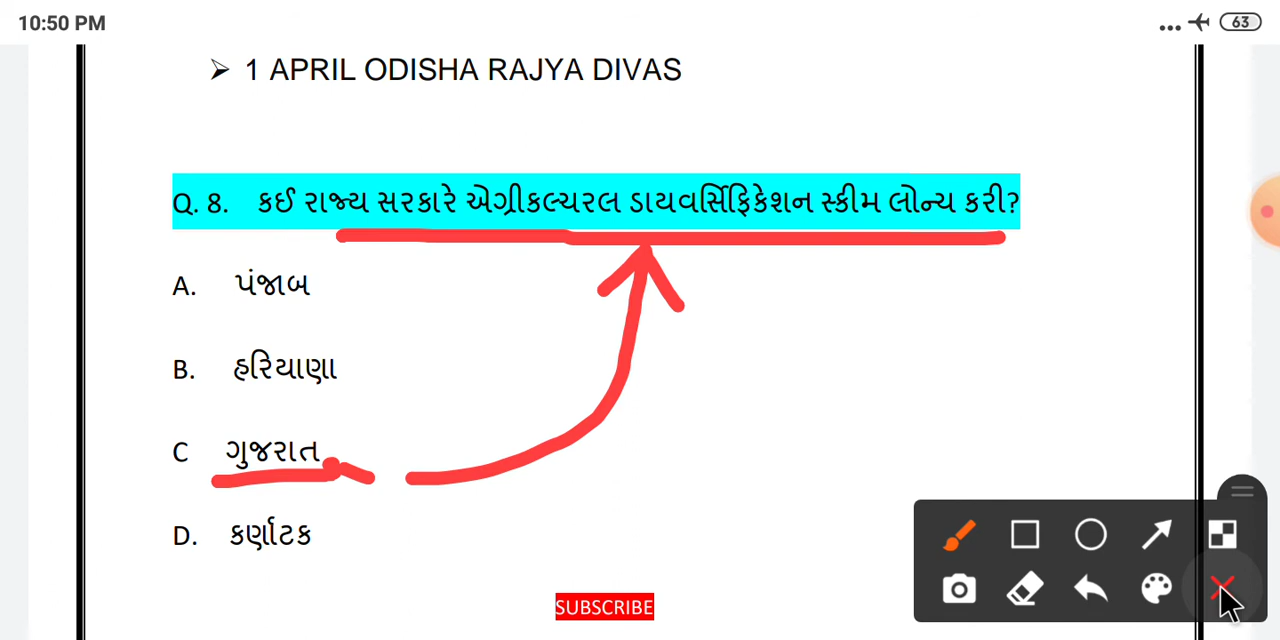 10:50 PM
63
➢ 1 APRIL ODISHA RAJYA DIVAS
Q. 8. કઈ રાજ્ય સરકારે એગ્રીકલ્ચરલ ડાયવર્સિફિકેશન સ્કીમ લોન્ચ કરી?
A. પંજાબ
B. હરિયાણા
C ગુજરાત
D. કર્ણાટક
SUBSCRIBE